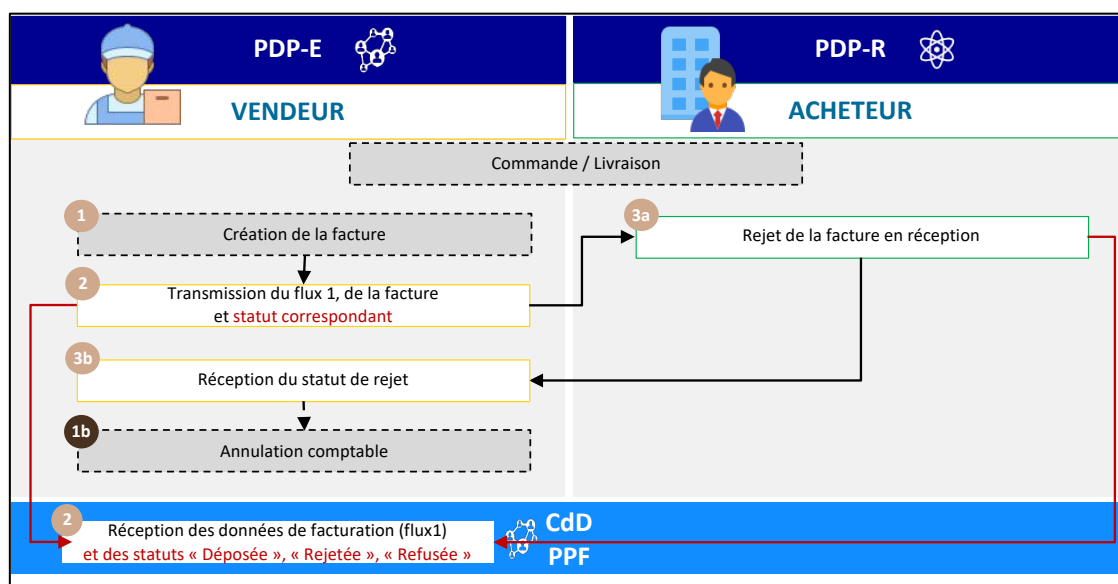 PDP-E
PDP-R
VENDEUR
ACHETEUR
Commande / Livraison
1
Création de la facture
3a
Rejet de la facture en réception
2
Transmission du flux 1, de la facture
et statut correspondant
3b
Réception du statut de rejet
1b
Annulation comptable
2
Réception des données de facturation (flux1)
et des statuts « Déposée », « Rejetée », « Refusée »
CdD
PPF